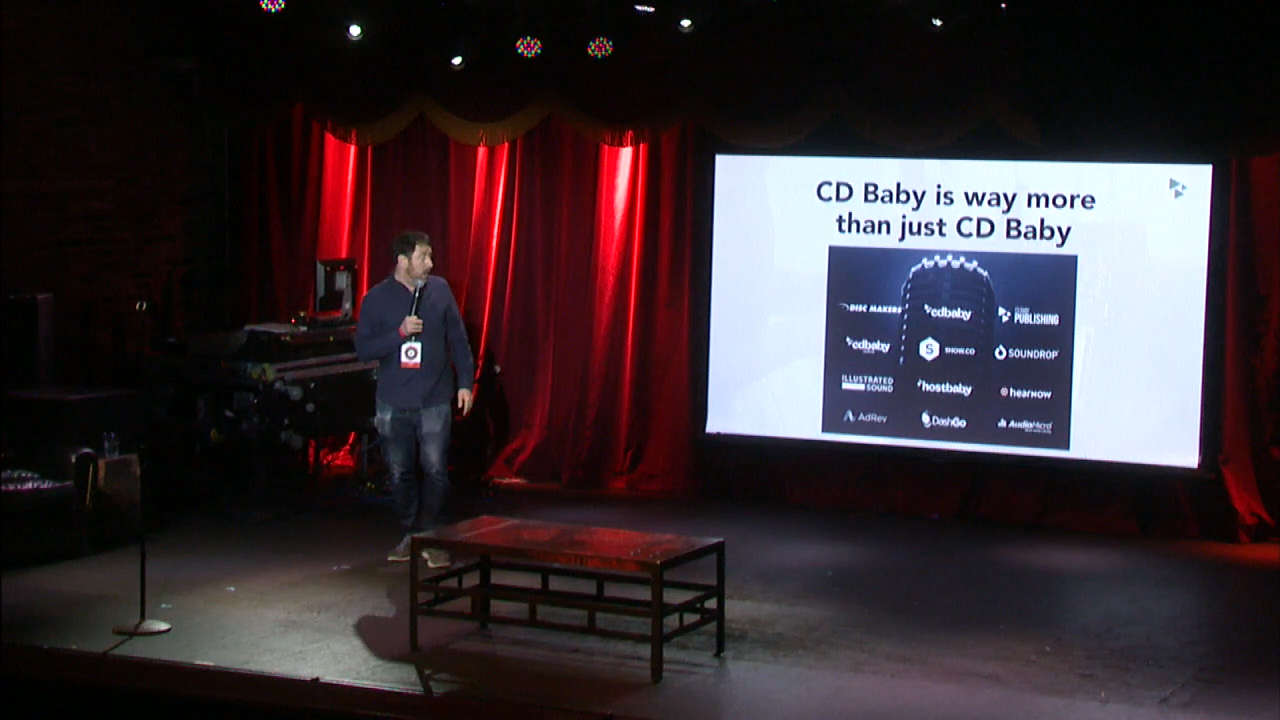 CD Baby is way more
than just CD Baby
DISC MAKERS
cdbaby
PUBLISHING
cdbaby
S
SHOW.CO
SOUNDROP
ILLUSTRATED
SOUND
hostbaby
hearNOW
AdRev
DashGo
AudioMicro